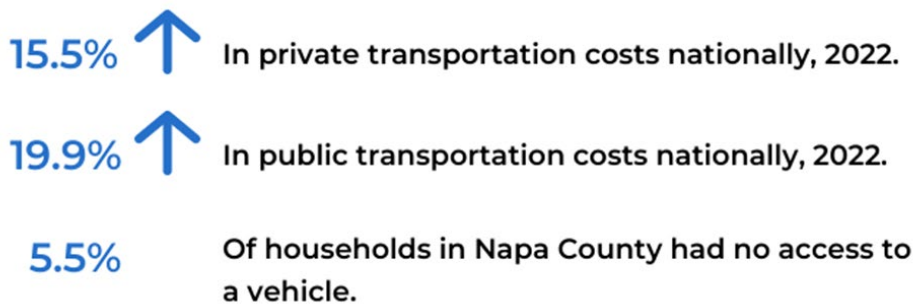 15.5% In private transportation costs nationally, 2022.
19.9% In public transportation costs nationally, 2022.
5.5% Of households in Napa County had no access to
a vehicle.